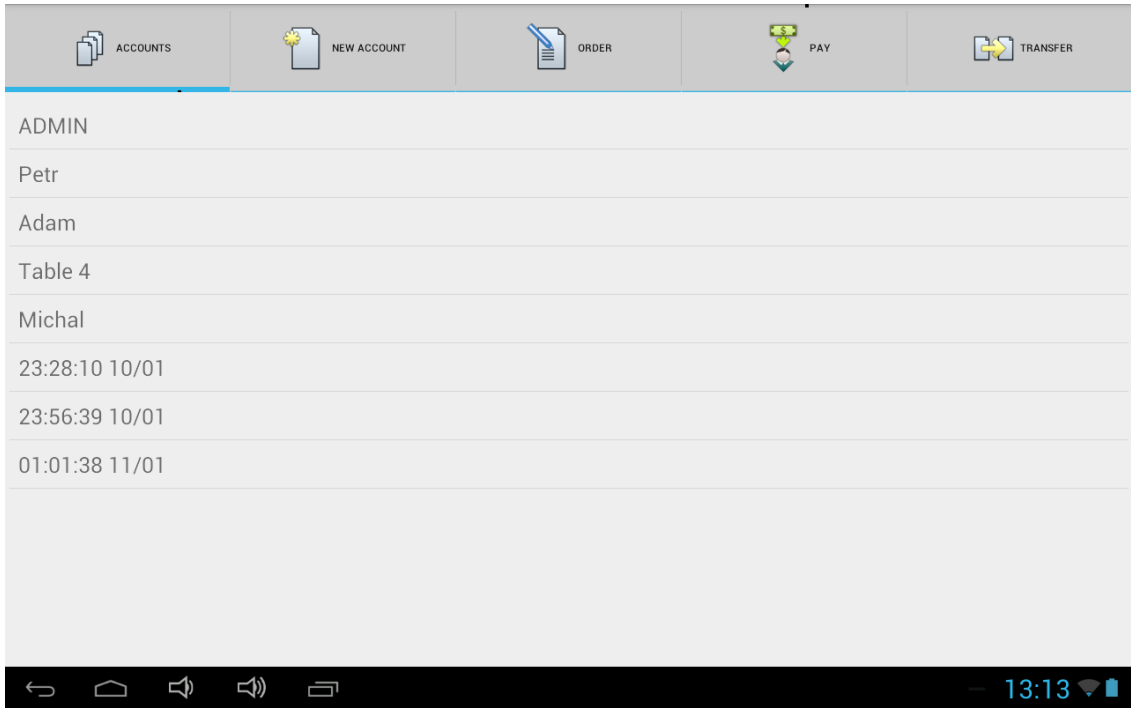 ACCOUNTS NEW ACCOUNT ORDER PAY TRANSFER
ADMIN
Petr
Adam
Table 4
Michal
23:28:10 10/01
23:56:39 10/01
01:01:38 11/01
13:13